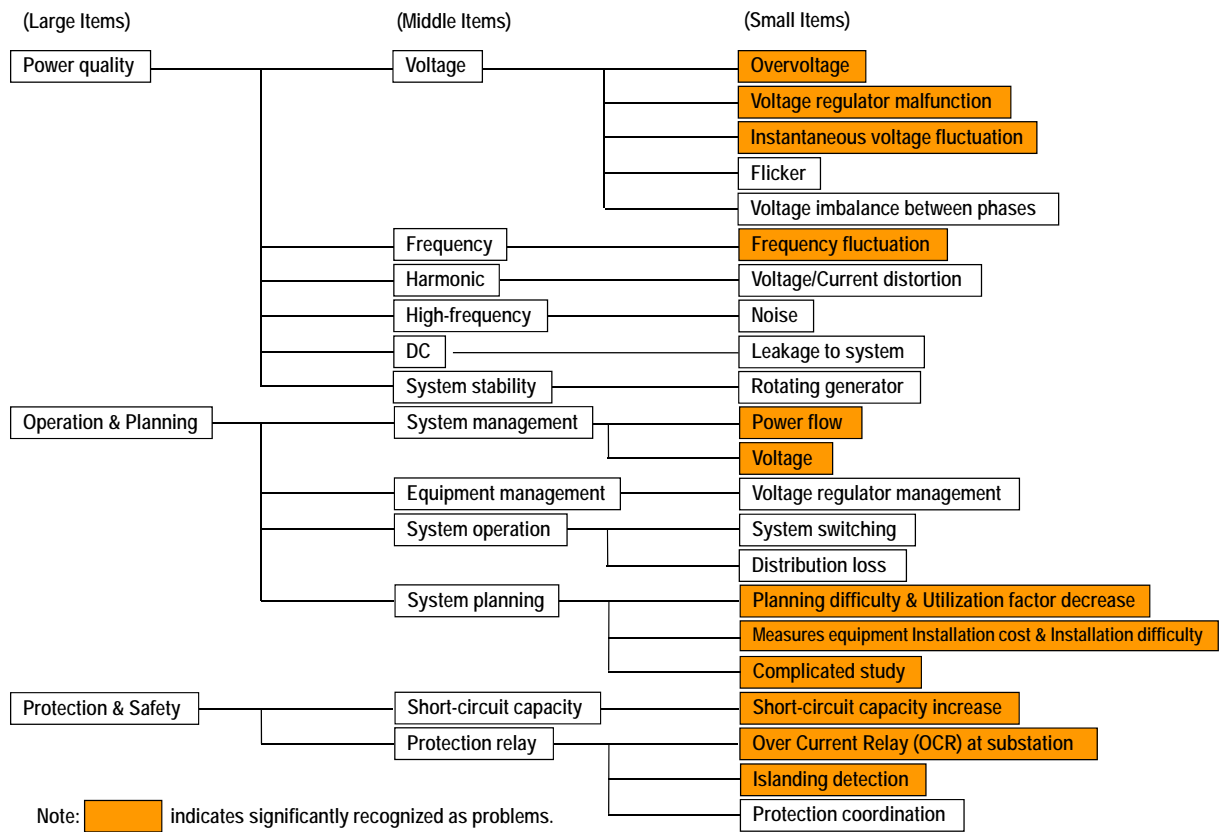 (Large Items) (Middle Items) (Small Items)
Power quality Voltage Overvoltage
Voltage regulator malfunction
Instantaneous voltage fluctuation
Flicker
Voltage imbalance between phases
Frequency Frequency fluctuation
Harmonic Voltage/Current distortion
High-frequency Noise
DC Leakage to system
System stability Rotating generator
Operation & Planning System management Power flow
Voltage
Equipment management Voltage regulator management
System operation System switching
Distribution loss
System planning Planning difficulty & Utilization factor decrease
Measures equipment Installation cost & Installation difficulty
Complicated study
Protection & Safety Short-circuit capacity Short-circuit capacity increase
Protection relay Over Current Relay (OCR) at substation
Islanding detection
Protection coordination
Note: indicates significantly recognized as problems.